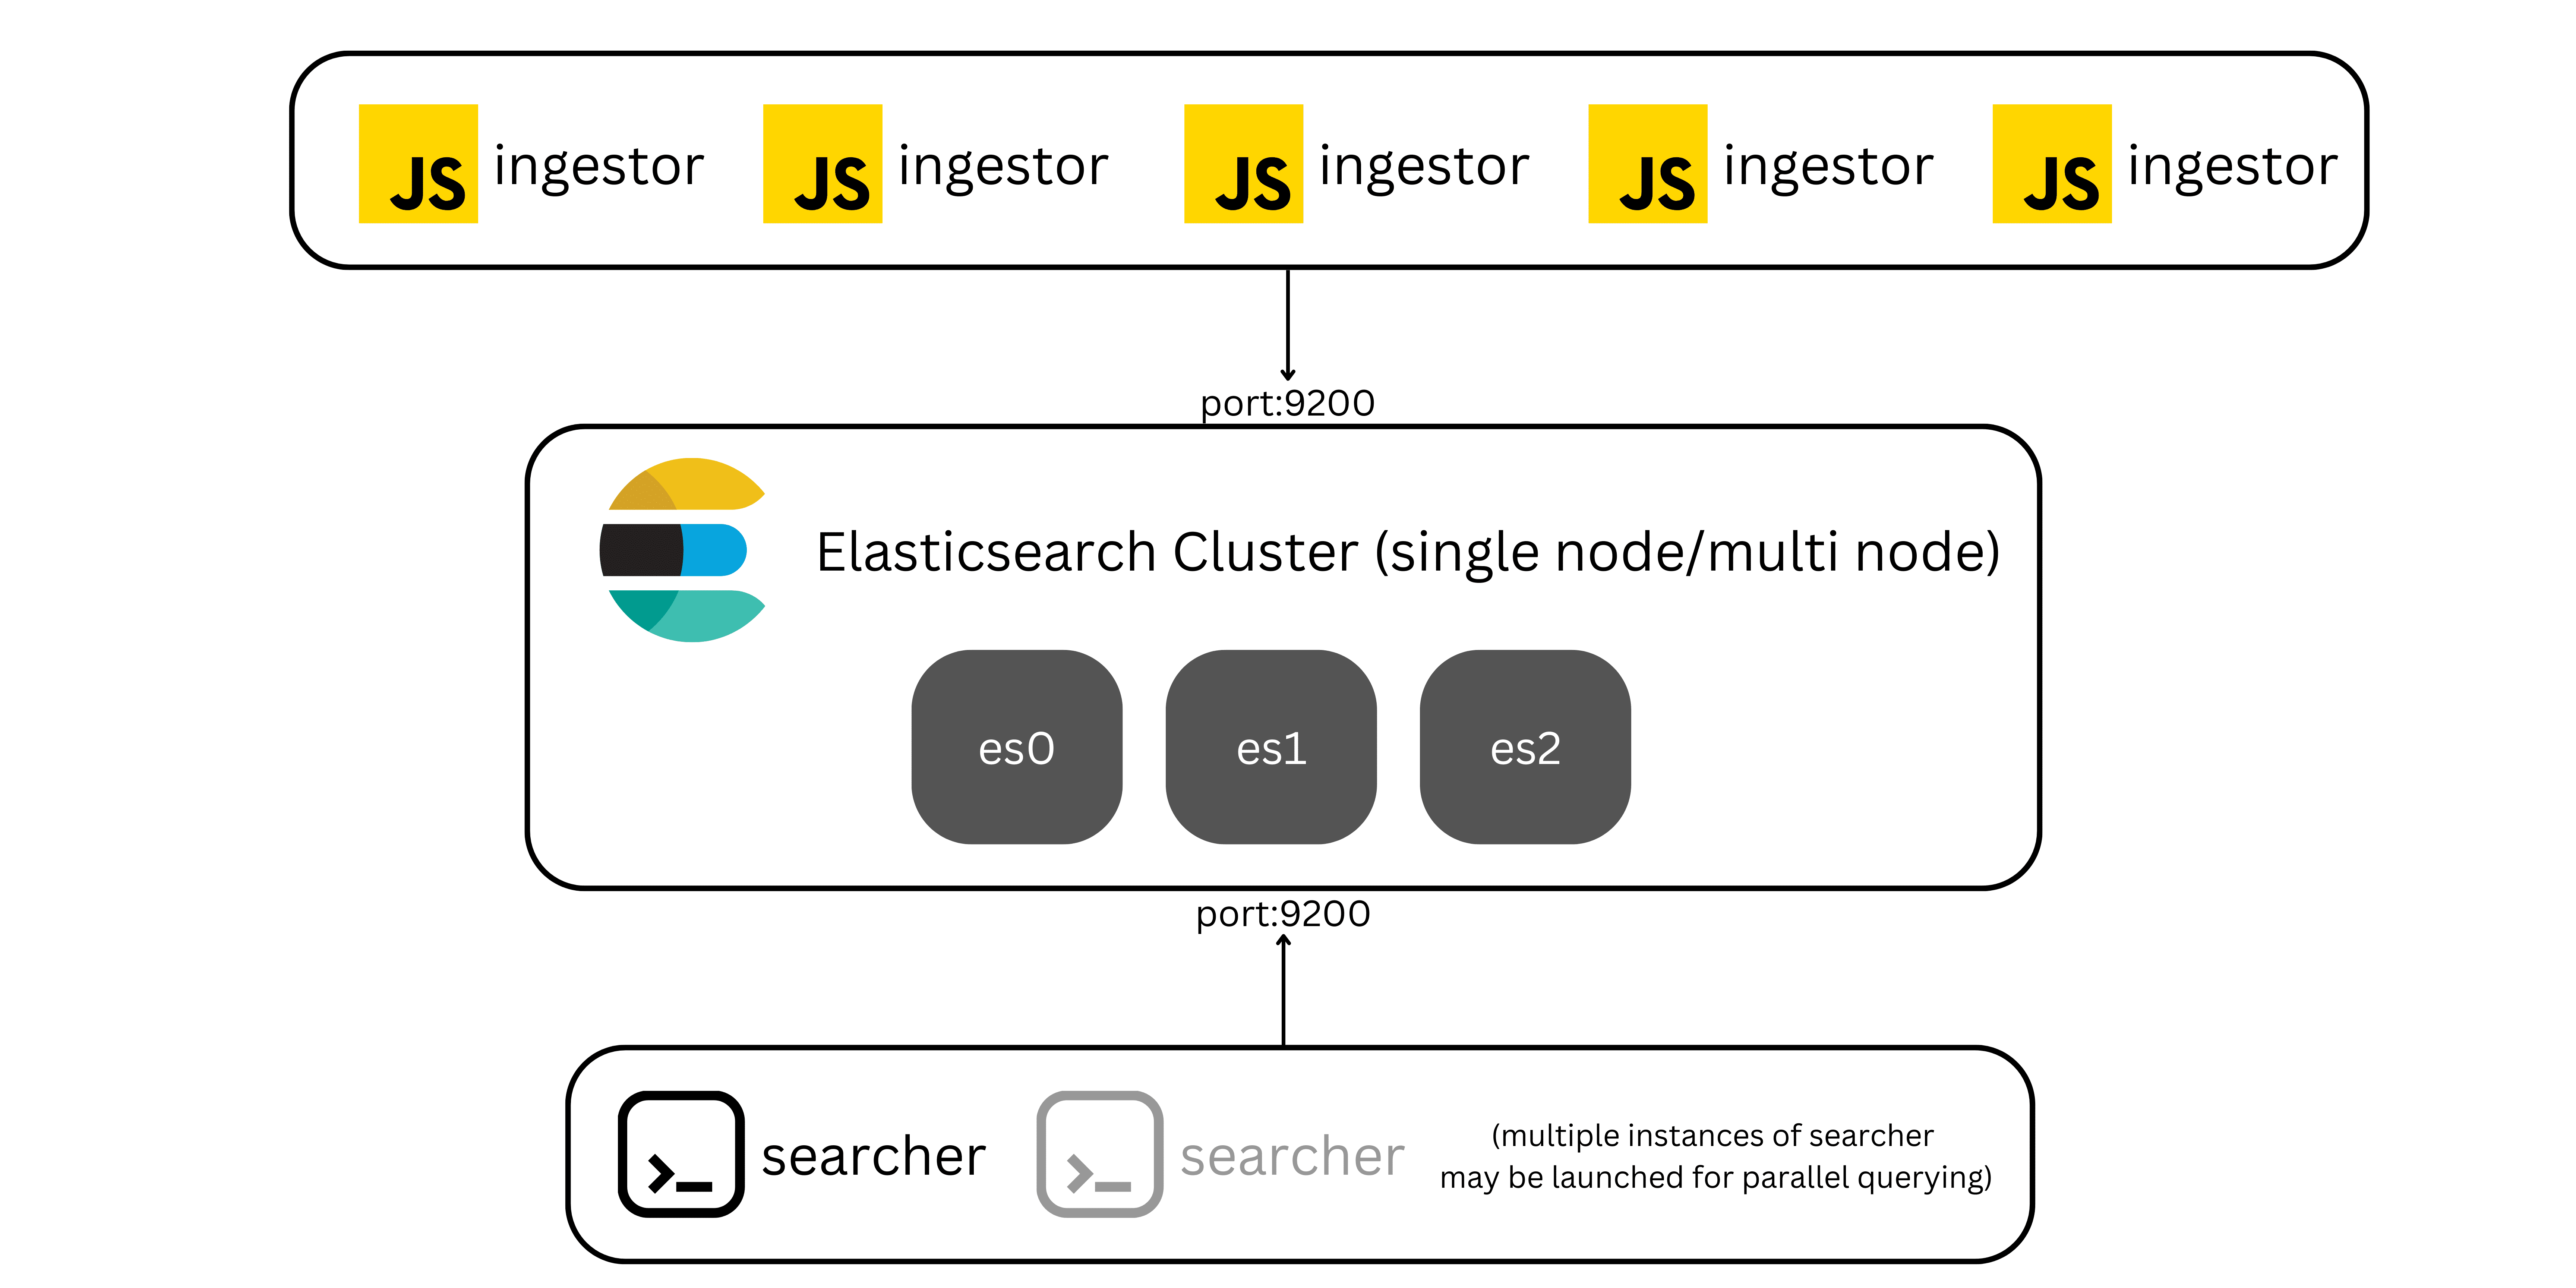 JS ingestor JS ingestor JS ingestor JS ingestor JS ingestor
port:9200
Elasticsearch Cluster (single node/multi node)
es0 es1 es2
port:9200
>_ searcher >_ searcher
(multiple instances of searcher
may be launched for parallel querying)